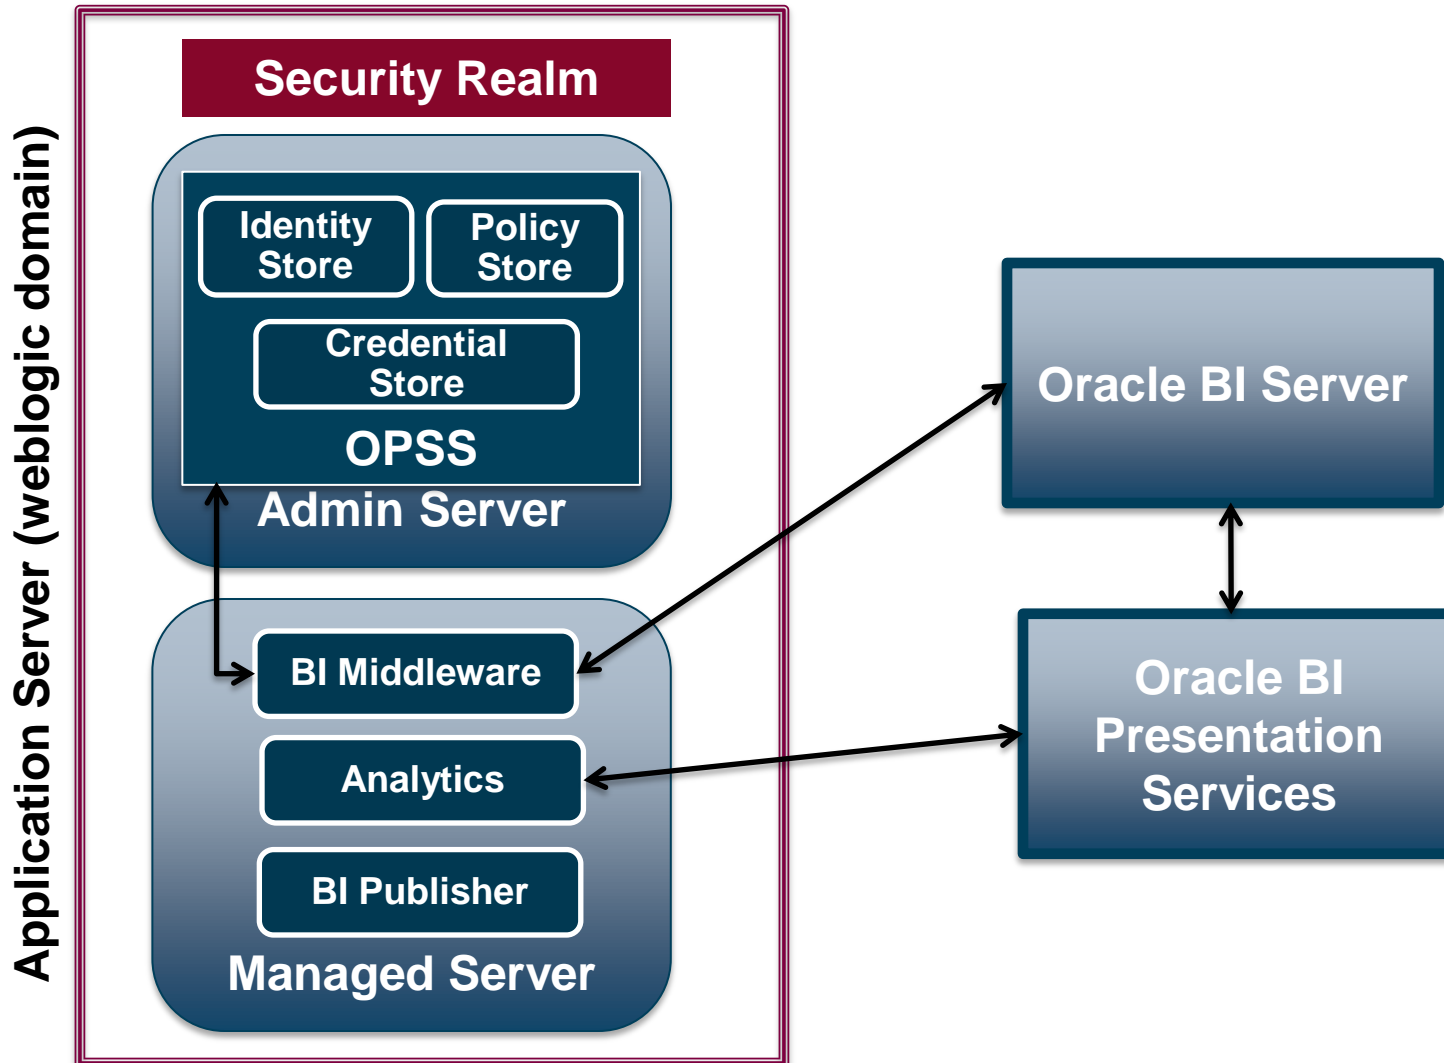 Application Server (weblogic domain)
Security Realm
Identity
Store
Policy
Store
Credential
Store
OPSS
Admin Server
BI Middleware
Analytics
BI Publisher
Managed Server
Oracle BI Server
Oracle BI
Presentation
Services